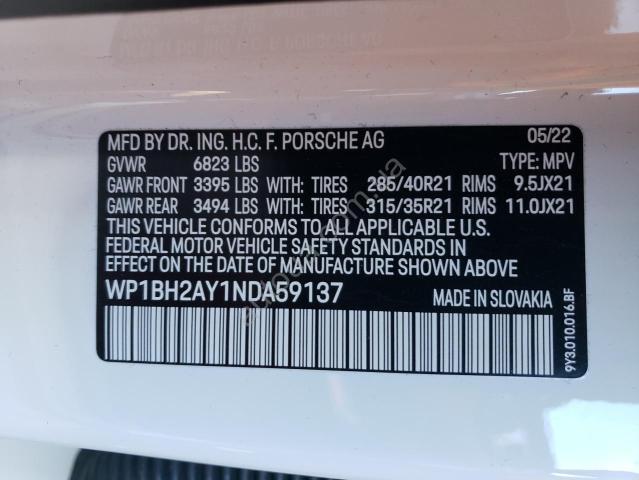 MFD BY DR. ING. H.C. F. PORSCHE AG 05/22
GVWR 6823 LBS TYPE: MPV
GAWR FRONT 3395 LBS WITH: TIRES 285/40R21 RIMS 9.5JX21
GAWR REAR 3494 LBS WITH: TIRES 315/35R21 RIMS 11.0JX21
THIS VEHICLE CONFORMS TO ALL APPLICABLE U.S.
FEDERAL MOTOR VEHICLE SAFETY STANDARDS IN
EFFECT ON THE DATE OF MANUFACTURE SHOWN ABOVE
WP1BH2AY1NDA59137 MADE IN SLOVAKIA
9Y3.010.016.BF